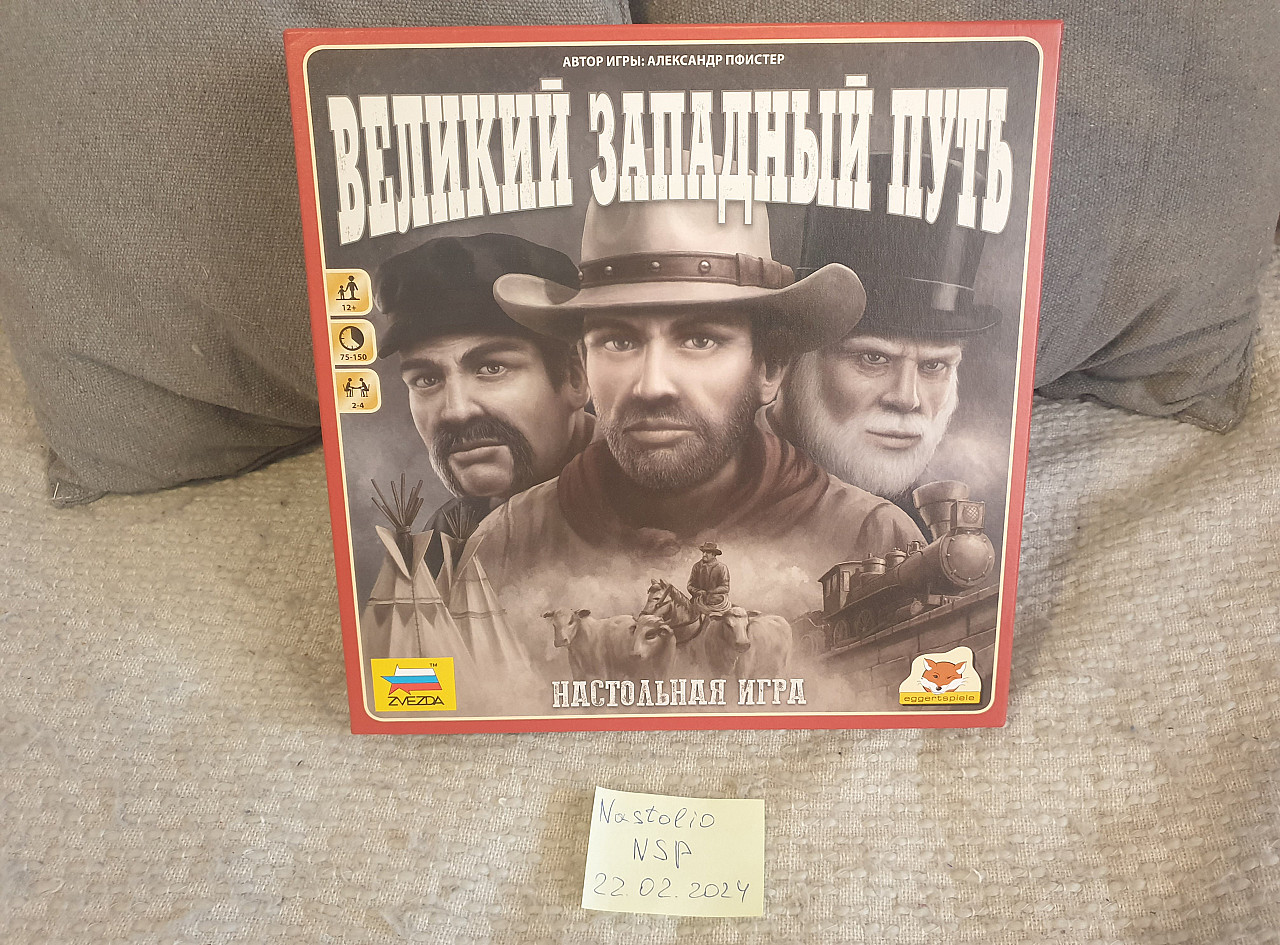 АВТОР ИГРЫ: АЛЕКСАНДР ПФИСТЕР
ВЕЛИКИЙ ЗАПАДНЫЙ ПУТЬ
12+
75-150
2-4
TM
ZVEZDA
НАСТОЛЬНАЯ ИГРА
eggertspiele
Nastolio
NSP
22.02.2024